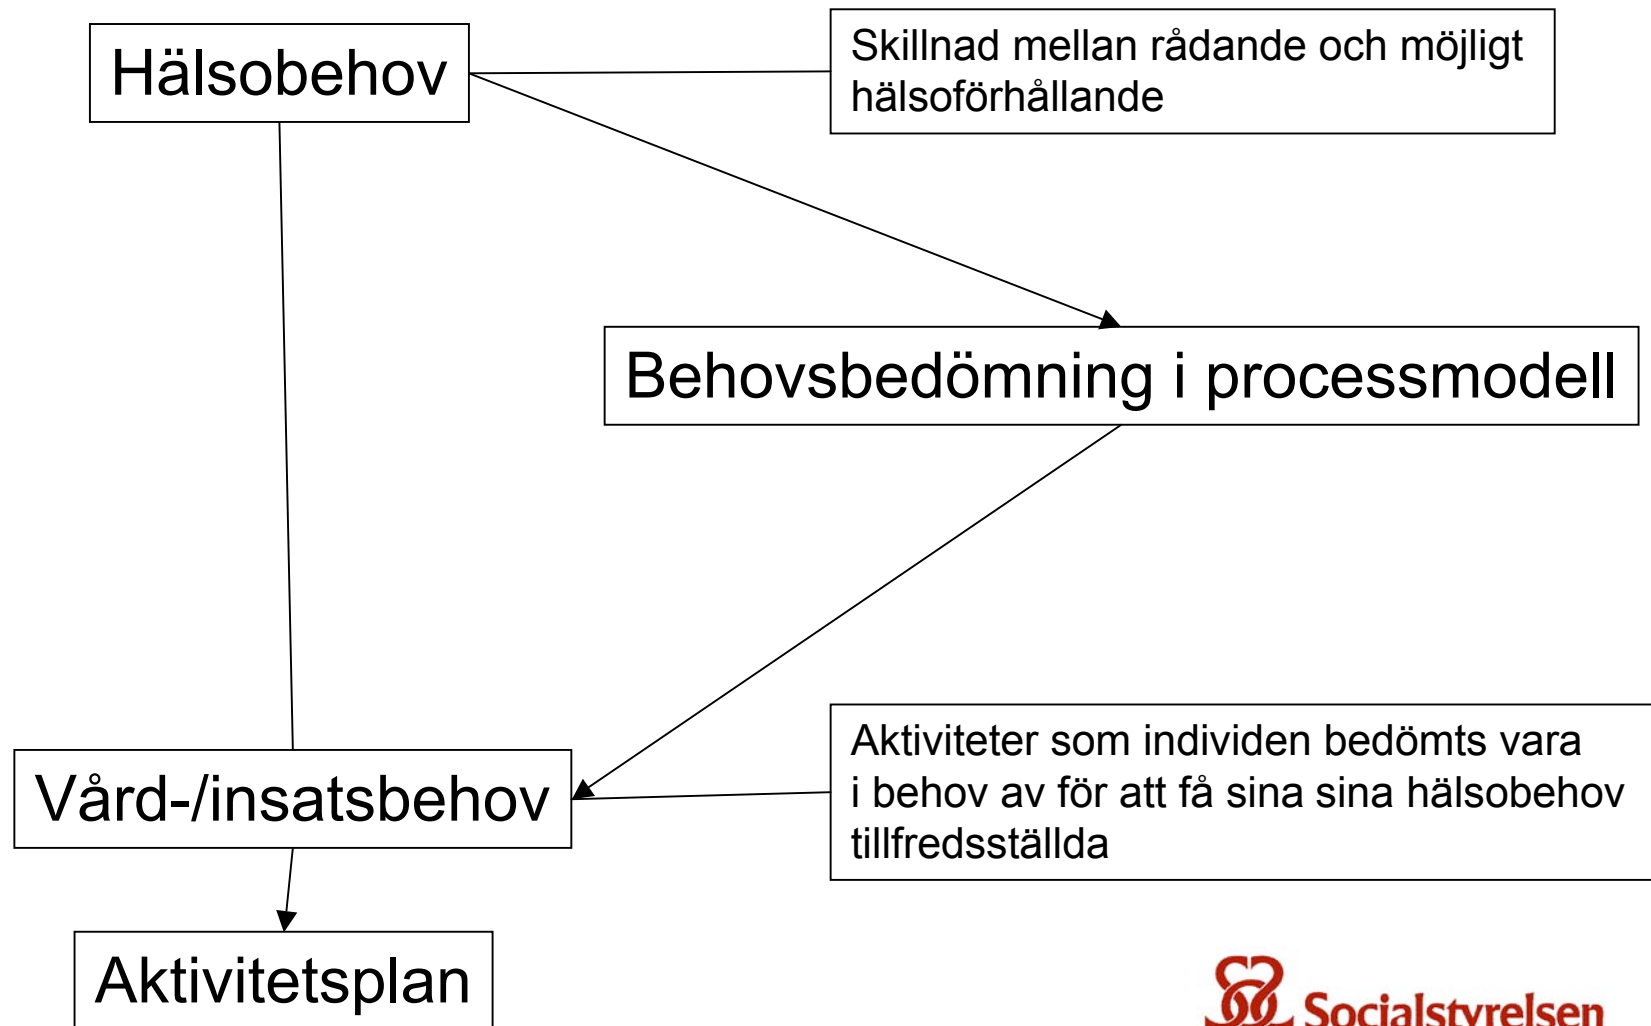 Hälsobehov
Skillnad mellan rådande och möjligt
hälsoförhållande
Behovsbedömning i processmodell
Vård-/insatsbehov
Aktiviteter som individen bedömts vara
i behov av för att få sina sina hälsobehov
tillfredsställda
Aktivitetsplan
Socialstyrelsen